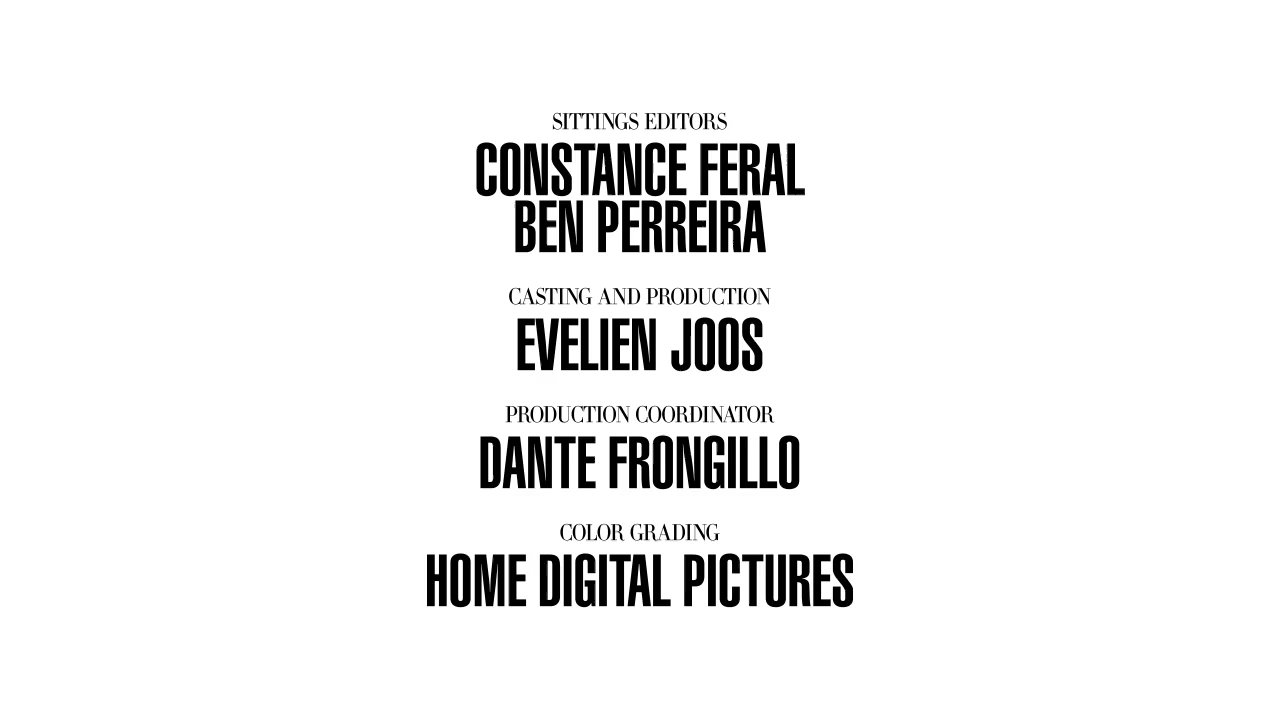 SITTINGS EDITORS
CONSTANCE FERAL
BEN PERREIRA
CASTING AND PRODUCTION
EVELIEN JOOS
PRODUCTION COORDINATOR
DANTE FRONGILLO
COLOR GRADING
HOME DIGITAL PICTURES